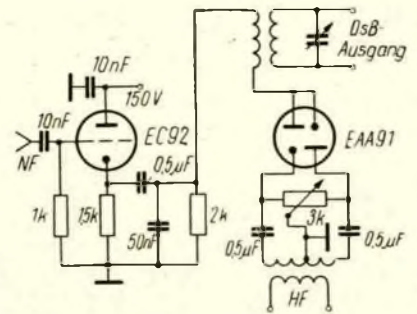 DSB-
Ausgang
10nF
150V
10nF
EC92
EAA91
NF
0,5µF
3k
1k
1,5k
50nF
2k
0,5µF
0,5µF
HF